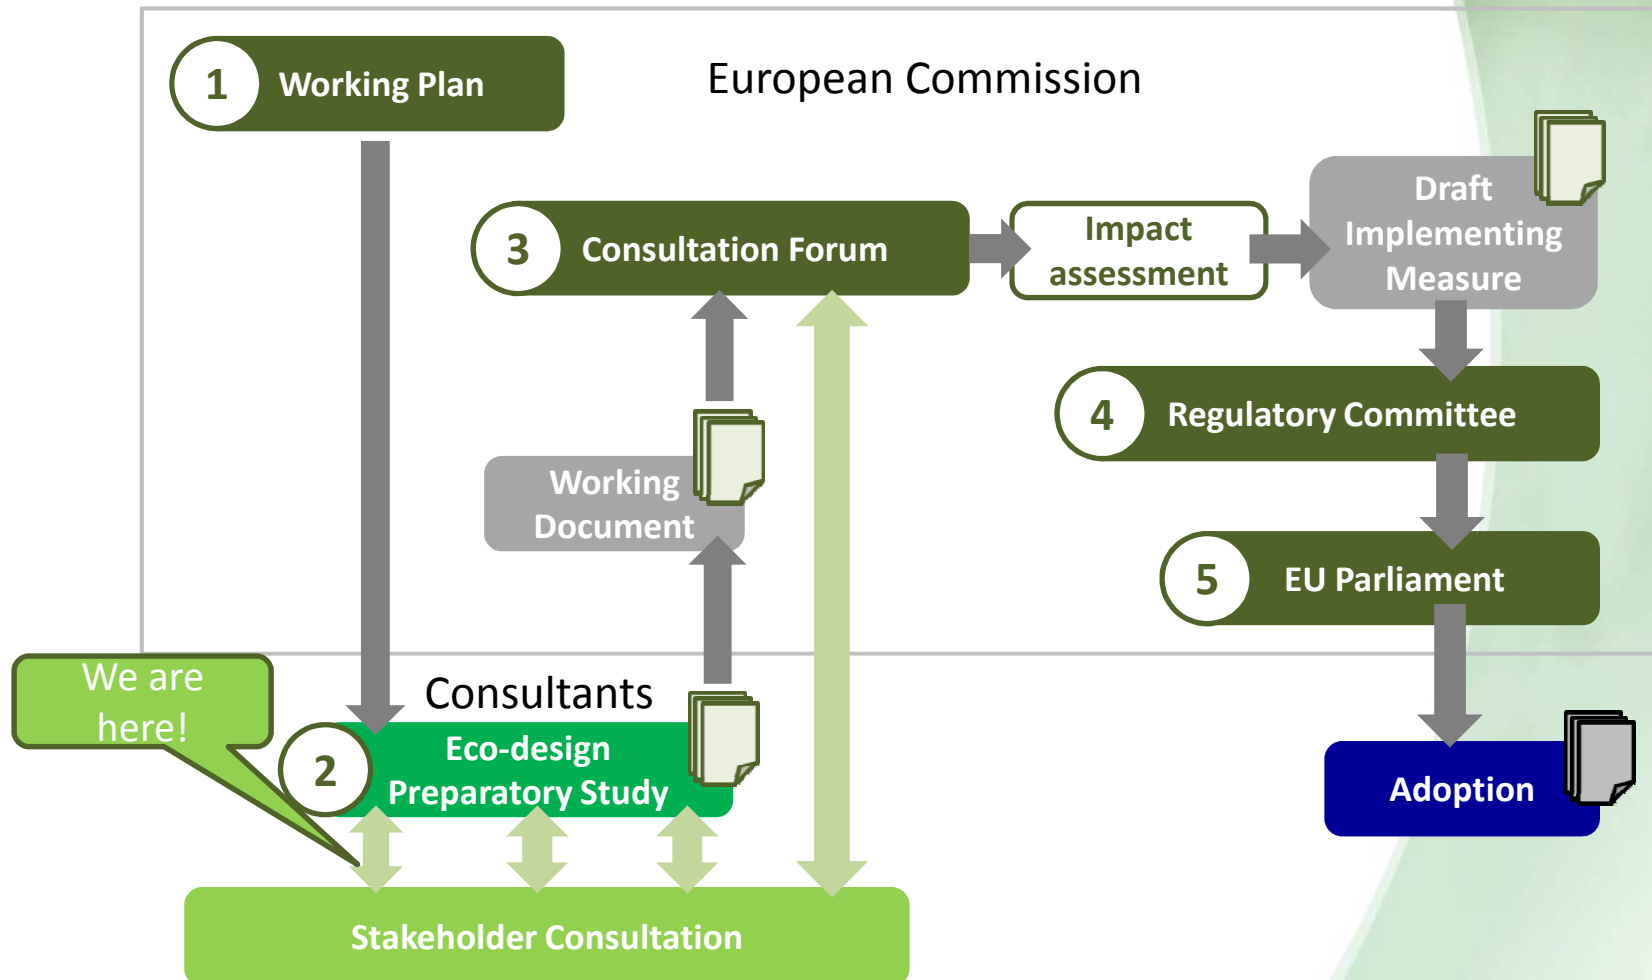 European Commission
1
Working Plan
3
Consultation Forum
Impact
assessment
Draft
Implementing
Measure
4
Regulatory Committee
Working
Document
5
EU Parliament
We are
here!
Consultants
2
Eco-design
Preparatory Study
Adoption
Stakeholder Consultation